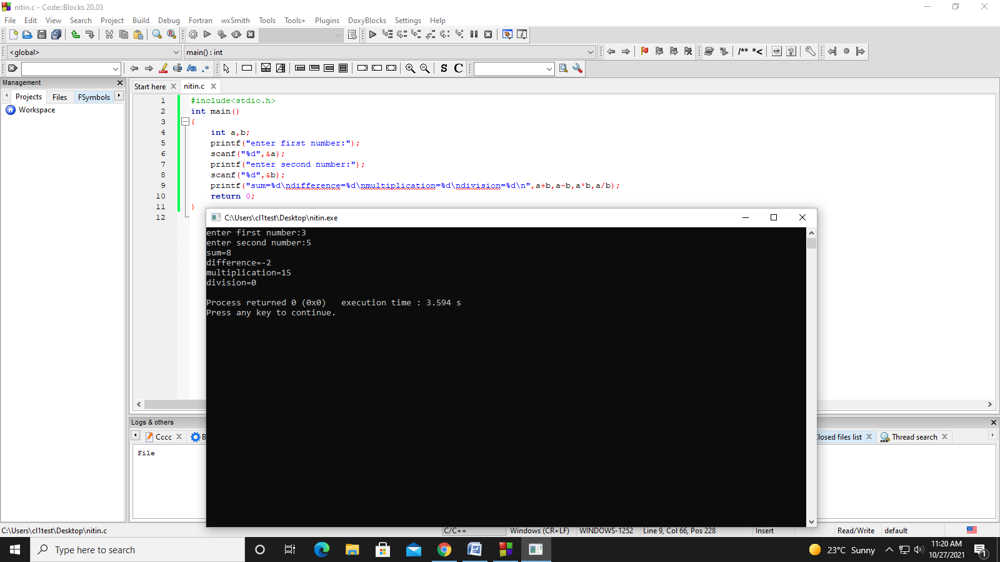 nitin.c - Code::Blocks 20.03
File Edit View Search Project Build Debug Fortran wxSmith Tools Tools+ Plugins DoxyBlocks Settings Help
<global>
main() : int
/** *<
Aa .*
S C
Management
Projects Files FSymbols
Workspace
Start here
nitin.c
1 #include<stdio.h>
2 int main()
3 {
4 int a,b;
5 printf("enter first number:");
6 scanf("%d",&a);
7 printf("enter second number:");
8 scanf("%d",&b);
9 printf("sum=%d\ndifference=%d\nmultiplication=%d\ndivision=%d\n",a+b,a-b,a*b,a/b);
10 return 0;
11 }
12
C:\Users\cl1test\Desktop\nitin.exe
enter first number:3
enter second number:5
sum=8
difference=-2
multiplication=15
division=0
Process returned 0 (0x0)   execution time : 3.594 s
Press any key to continue.
Logs & others
Cccc
B
losed files list
Thread search
File
C:\Users\cl1test\Desktop\nitin.c
C/C++ Windows (CR+LF) WINDOWS-1252 Line 9, Col 66, Pos 228 Insert Read/Write default
Type here to search
23°C Sunny
11:20 AM
10/27/2021
1